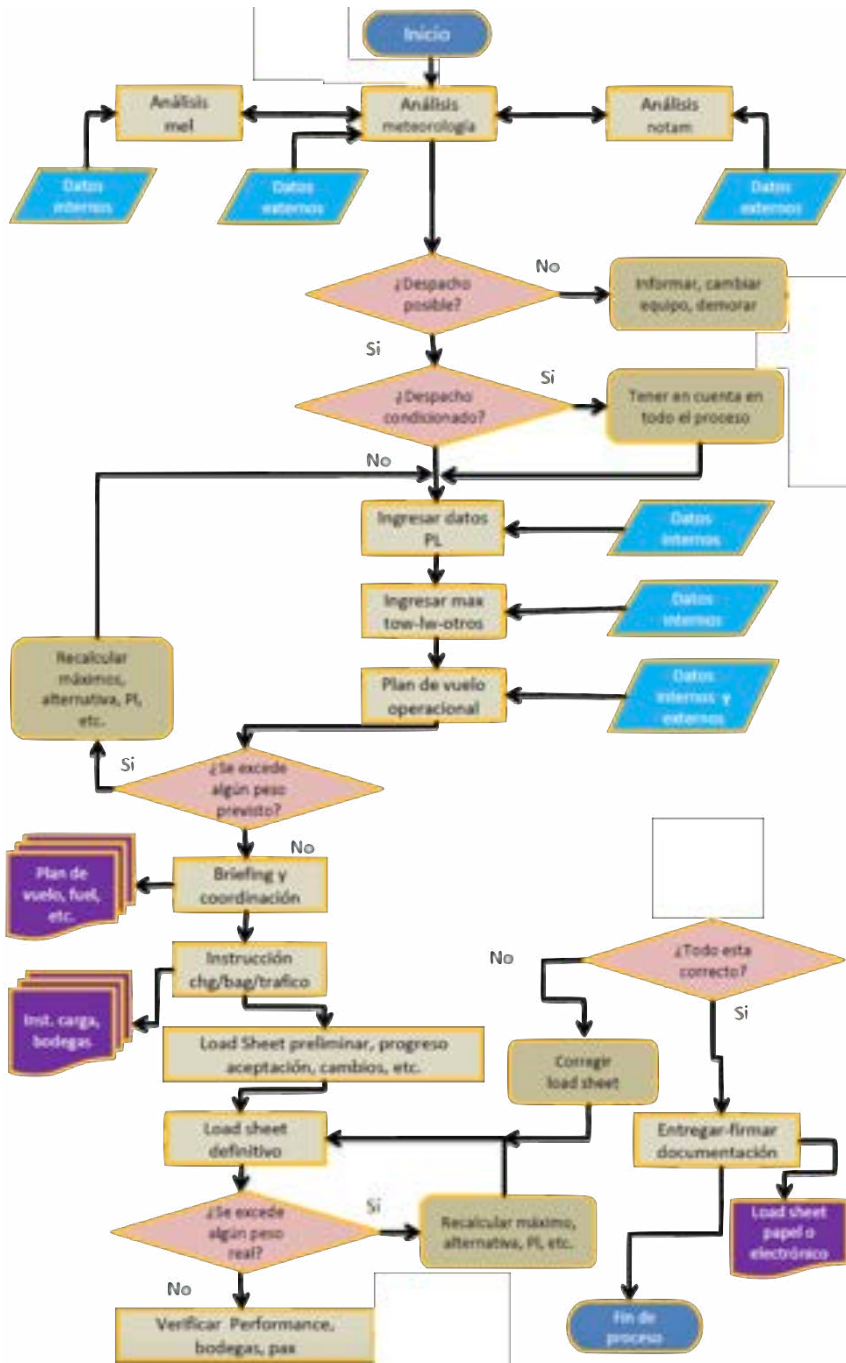 Inicio
Análisis
mel
Análisis
meteorología
Análisis
notam
Datos
internos
Datos
externos
Datos
externos
¿Despacho
posible?
No
Informar, cambiar
equipo, demorar
Si
¿Despacho
condicionado?
Si
Tener en cuenta en
todo el proceso
No
Ingresar datos
PL
Datos
internos
Ingresar max
tow-lw-otros
Datos
internos
Recalcular
máximos,
alternativa, Pl,
etc.
Plan de vuelo
operacional
Datos
internos y
externos
Si
¿Se excede
algún peso
previsto?
No
Plan de
vuelo, fuel,
etc.
Briefing y
coordinación
Instrucción
chg/bag/trafico
Inst. carga,
bodegas
Load Sheet preliminar, progreso
aceptación, cambios, etc.
Load sheet
definitivo
¿Se excede
algún peso
real?
Si
Recalcular máximo,
alternativa, Pl, etc.
No
Verificar Performance,
bodegas, pax
¿Todo esta
correcto?
No
Corregir
load sheet
Si
Entregar-firmar
documentación
Load sheet
papel o
electrónico
Fin de
proceso